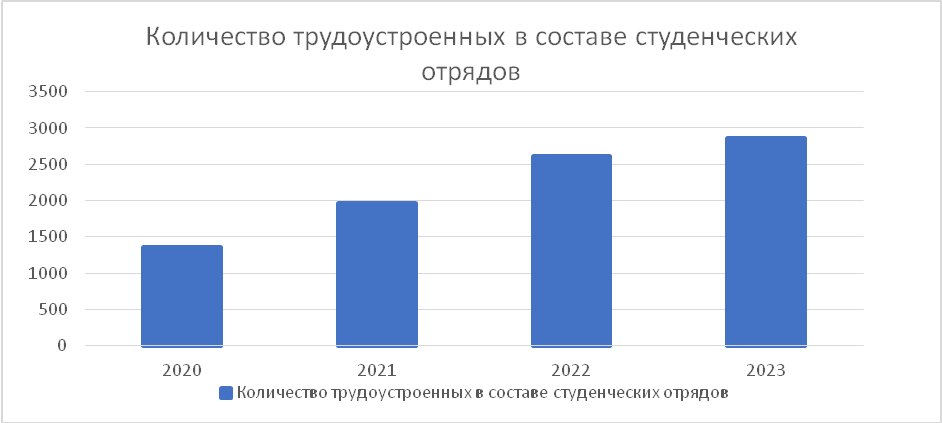 Количество трудоустроенных в составе студенческих
отрядов
3500
3000
2500
2000
1500
1000
500
0
2020 2021 2022 2023
Количество трудоустроенных в составе студенческих отрядов